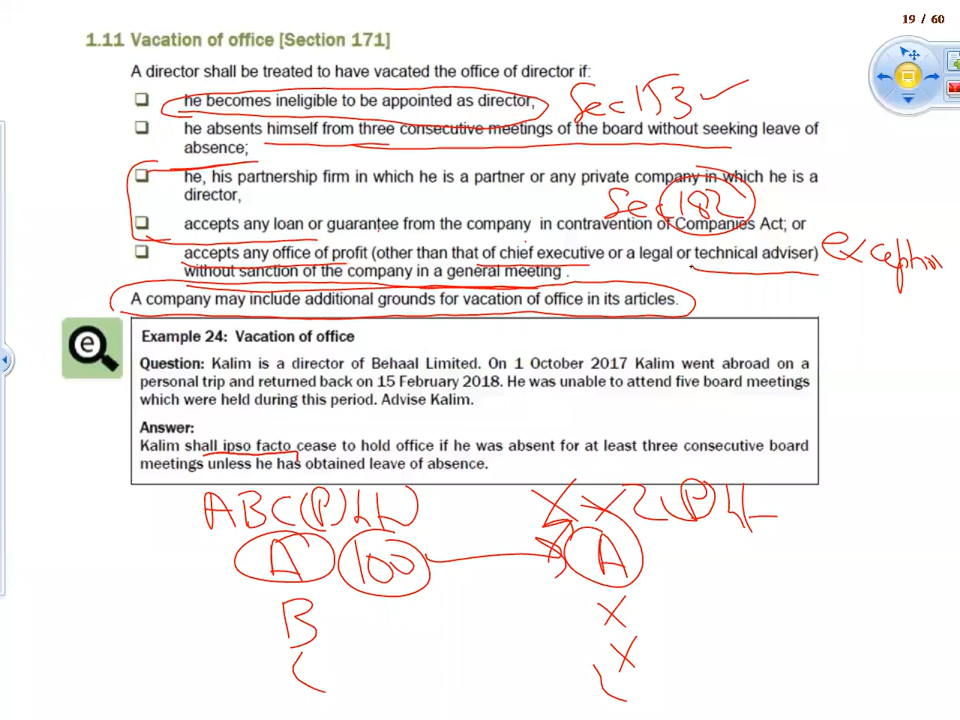 19 / 60
1.11 Vacation of office [Section 171]
A director shall be treated to have vacated the office of director if:
he becomes ineligible to be appointed as director, Sec 153
he absents himself from three consecutive meetings of the board without seeking leave of
absence;
he, his partnership firm in which he is a partner or any private company in which he is a
director, Sec 182
accepts any loan or guarantee from the company in contravention of Companies Act; or
accepts any office of profit (other than that of chief executive or a legal or technical adviser) exception
without sanction of the company in a general meeting .
A company may include additional grounds for vacation of office in its articles.
e
Example 24: Vacation of office
Question: Kalim is a director of Behaal Limited. On 1 October 2017 Kalim went abroad on a
personal trip and returned back on 15 February 2018. He was unable to attend five board meetings
which were held during this period. Advise Kalim.
Answer:
Kalim shall ipso facto cease to hold office if he was absent for at least three consecutive board
meetings unless he has obtained leave of absence.
ABC (P)
A 100 A
B X
X